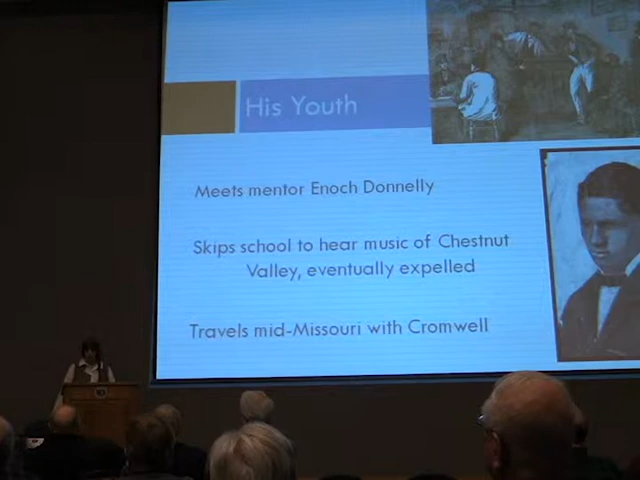 His Youth
Meets mentor Enoch Donnelly
Skips school to hear music of Chestnut
Valley, eventually expelled
Travels mid-Missouri with Cromwell